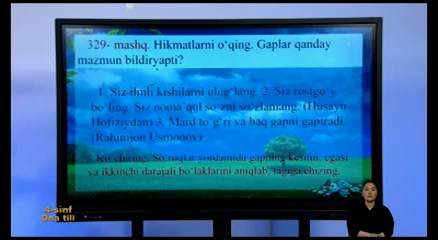 329- mashq. Hikmatlarni o‘qing. Gaplar qanday
mazmun bildiryapti?
1. Siz ilmli kishilarni ulug‘lang. 2. Siz rostgo‘y
bo‘ling. Siz noma’qul so‘zni so‘zlamang. (Husayn
Hotiziydan) 3. Mard to‘g‘ri va haq gapni gapiradi.
(Rahimjon Usmonov)
Ko‘chiring. So‘roqlar yordamida gapning kesimi, egasi
va ikkinchi darajali bo‘laklarini aniqlab, tagiga chizing.
4-sinf
Ona tili